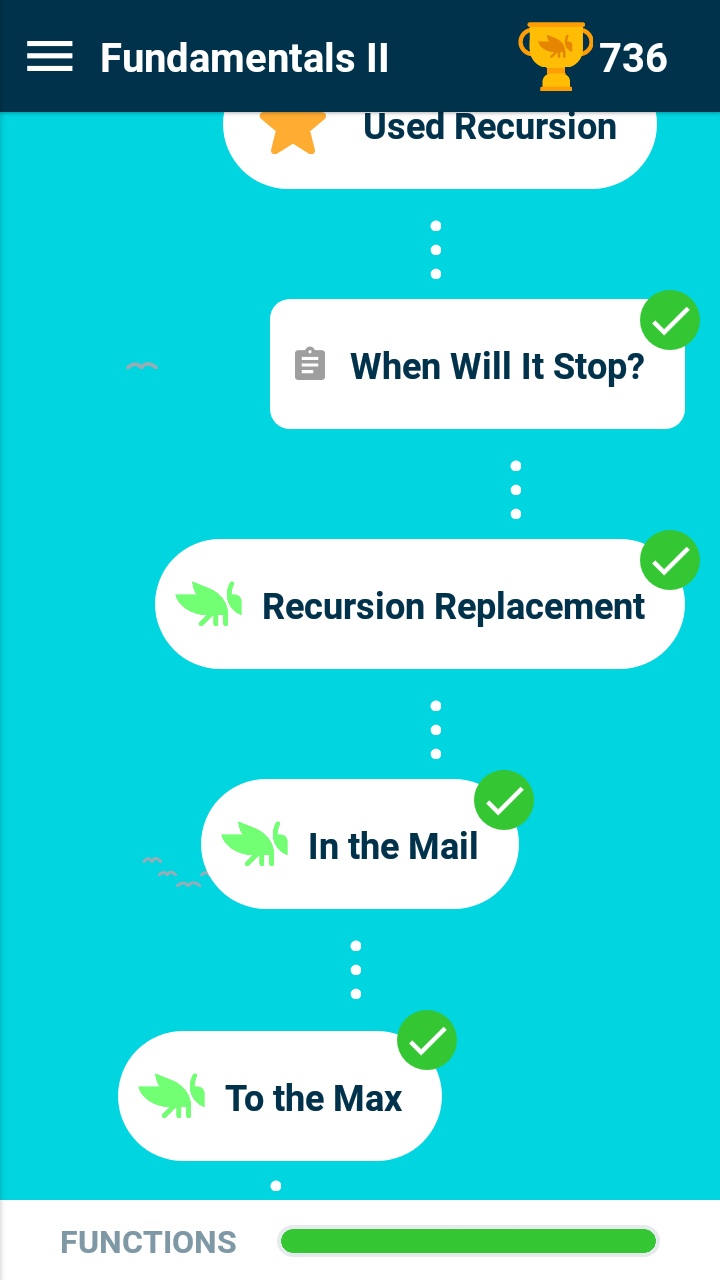 Fundamentals II
736
Used Recursion
When Will It Stop?
Recursion Replacement
In the Mail
To the Max
FUNCTIONS